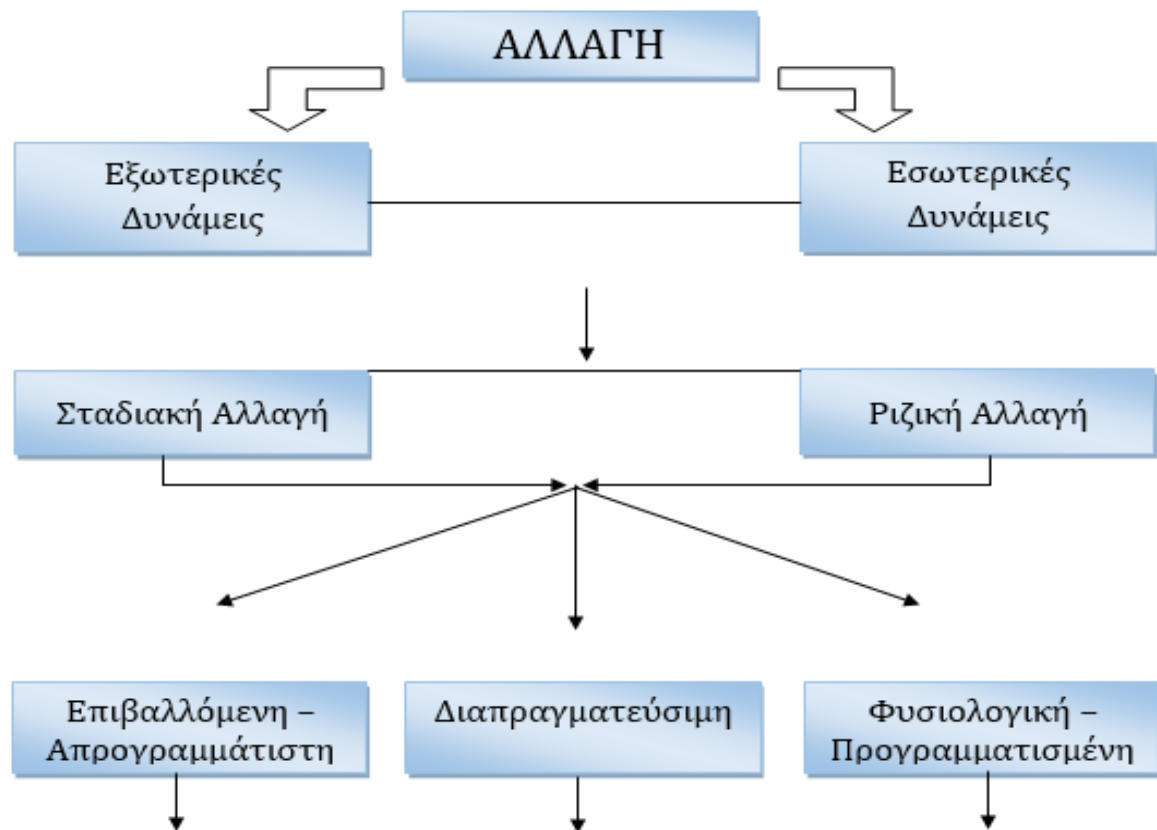 ΑΛΛΑΓΗ
Εξωτερικές
Δυνάμεις
Εσωτερικές
Δυνάμεις
Σταδιακή Αλλαγή
Ριζική Αλλαγή
Επιβαλλόμενη –
Απρογραμμάτιστη
Διαπραγματεύσιμη
Φυσιολογική –
Προγραμματισμένη